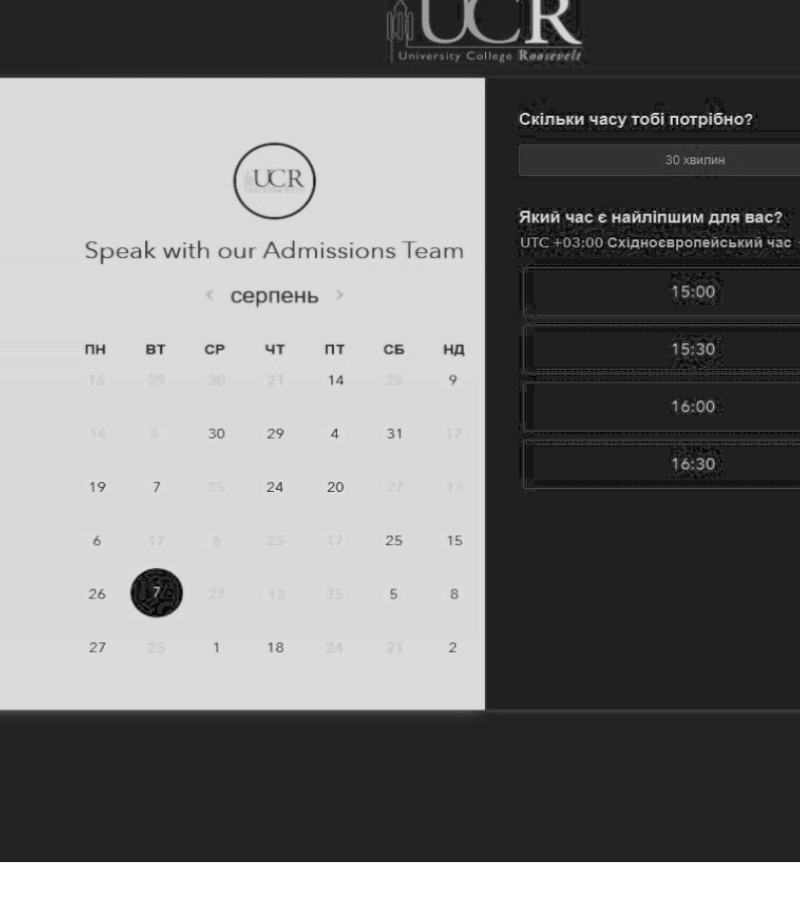 UCR
University College Roosevelt
UCR
Speak with our Admissions Team
< серпень >
ПН ВТ СР ЧТ ПТ СБ НД
16 29 30 21 14 25 9
14 5 30 29 4 31 17
19 7 25 24 20 27 13
6 17 6 25 17 25 15
26 7 27 13 25 5 8
27 25 1 18 24 21 2
Скільки часу тобі потрібно?
30 хвилин
Який час є найліпшим для вас?
UTC +03:00 Східноєвропейський час
15:00
15:30
16:00
16:30